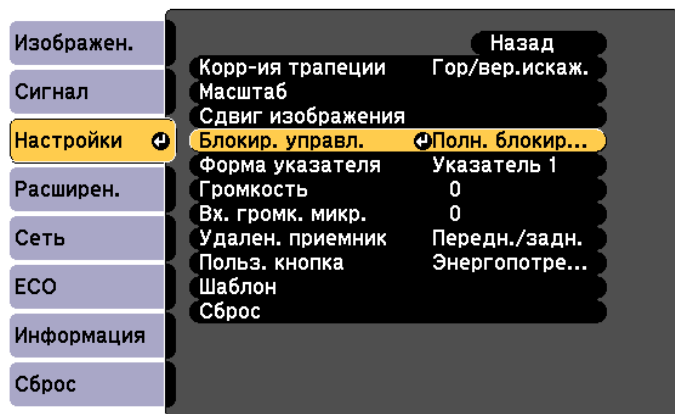 Изображен.
Сигнал
Настройки
Расширен.
Сеть
ECO
Информация
Сброс
Назад
Корр-ия трапеции Гор/вер.искаж.
Масштаб
Сдвиг изображения
Блокир. управл. Полн. блокир...
Форма указателя Указатель 1
Громкость 0
Вх. громк. микр. 0
Удален. приемник Передн./задн.
Польз. кнопка Энергопотре...
Шаблон
Сброс